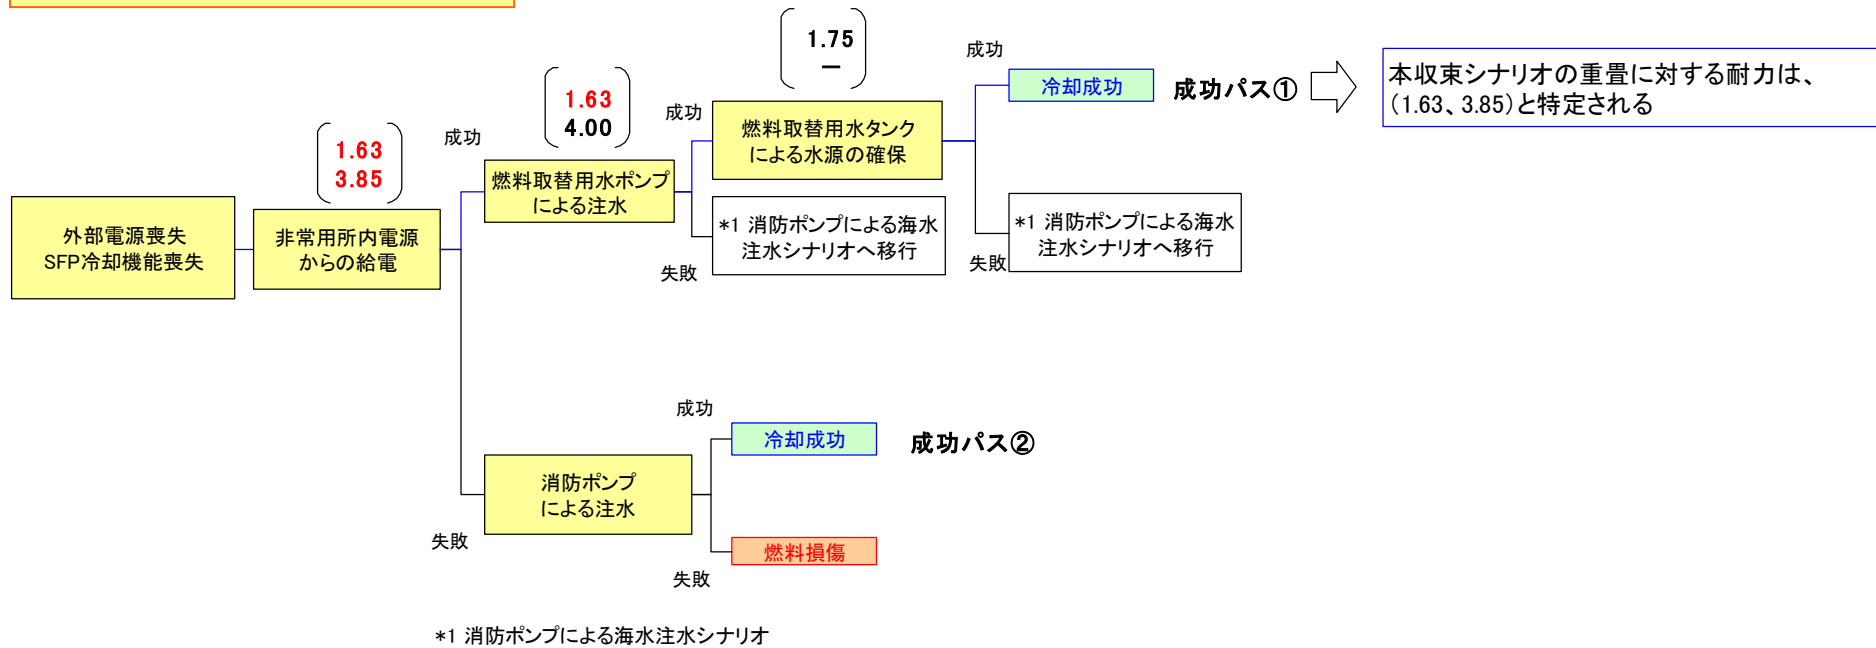 1.75
－
成功
冷却成功
成功パス①
本収束シナリオの重畳に対する耐力は、
（1.63、3.85）と特定される
1.63
4.00
成功
燃料取替用水タンク
による水源の確保
1.63
3.85
成功
燃料取替用水ポンプ
による注水
*1 消防ポンプによる海水
注水シナリオへ移行
失敗
*1 消防ポンプによる海水
注水シナリオへ移行
失敗
外部電源喪失
SFP冷却機能喪失
非常用所内電源
からの給電
成功
冷却成功
成功パス②
消防ポンプ
による注水
失敗
燃料損傷
失敗
*1 消防ポンプによる海水注水シナリオ